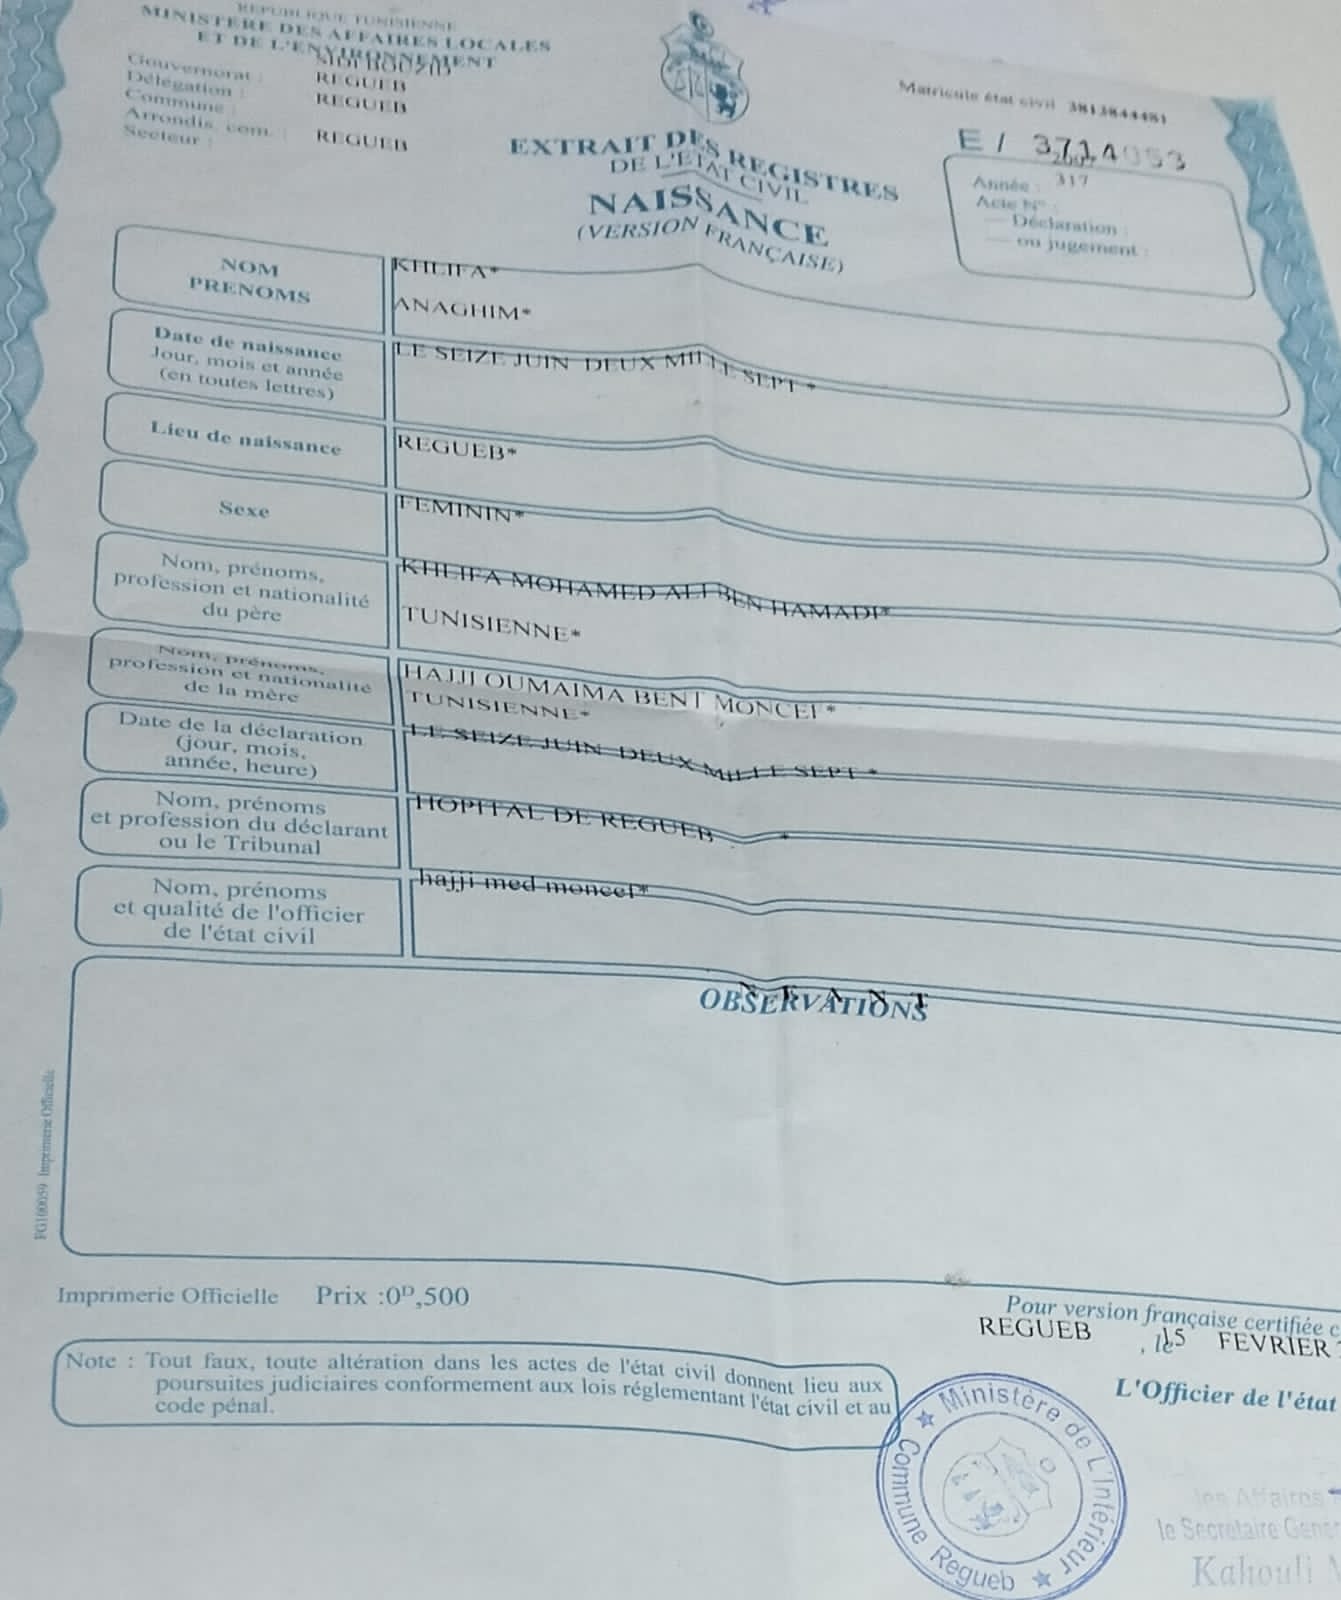 REPUBLIQUE TUNISIENNE
MINISTERE DES AFFAIRES LOCALES
ET DE L'ENVIRONNEMENT
Gouvernorat : SIDI BOUZID
Délégation : REGUEB
Commune : REGUEB
Arrondis. com. :
Secteur : REGUEB
Matricule état civil 3813844481
E / 3714053
Année : 2007
Acte N° : 317
Déclaration :
ou jugement :
EXTRAIT DES REGISTRES
DE L'ÉTAT CIVIL
NAISSANCE
(VERSION FRANÇAISE)
NOM KHLIFA*
PRENOMS ANAGHIM*
Date de naissance
Jour, mois et année
(en toutes lettres)
LE SEIZE JUIN DEUX MILLE SEPT *
Lieu de naissance REGUEB*
Sexe FEMININ*
Nom, prénoms,
profession et nationalité
du père
KHLIFA MOHAMED ALI BEN HAMADI*
TUNISIENNE*
Nom, prénoms,
profession et nationalité
de la mère
HAJJI OUMAIMA BENT MONCEF*
TUNISIENNE*
Date de la déclaration
(jour, mois,
année, heure)
LE SEIZE JUIN DEUX MILLE SEPT *
Nom, prénoms
et profession du déclarant
ou le Tribunal
HOPITAL DE REGUEB *
Nom, prénoms
et qualité de l'officier
de l'état civil
hajji med moncef*
OBSERVATIONS
N E A N T
FG100059 Imprimerie Officielle
Imprimerie Officielle Prix :0D,500
Pour version française certifiée c
REGUEB , le 15 FEVRIER
L'Officier de l'état
Note : Tout faux, toute altération dans les actes de l'état civil donnent lieu aux
poursuites judiciaires conformement aux lois réglementant l'état civil et au
code pénal.
Ministère de L'Intérieur
Commune Regueb
les Affaires
le Secretaire Gener
Kahouli M